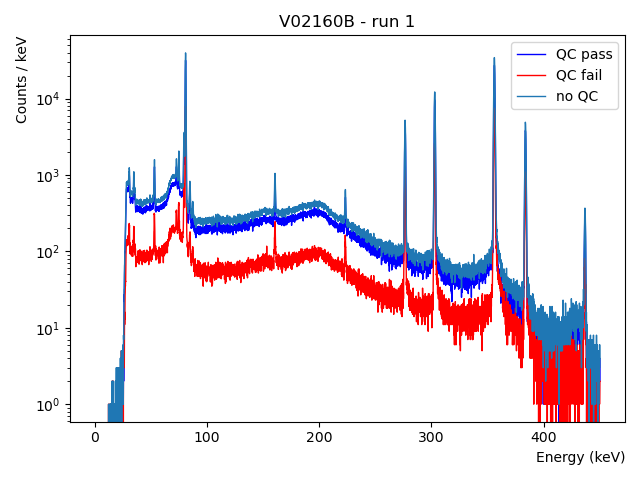 V02160B - run 1
Counts / keV
QC pass
QC fail
no QC
10⁴
10³
10²
10¹
10⁰
0 100 200 300 400
Energy (keV)